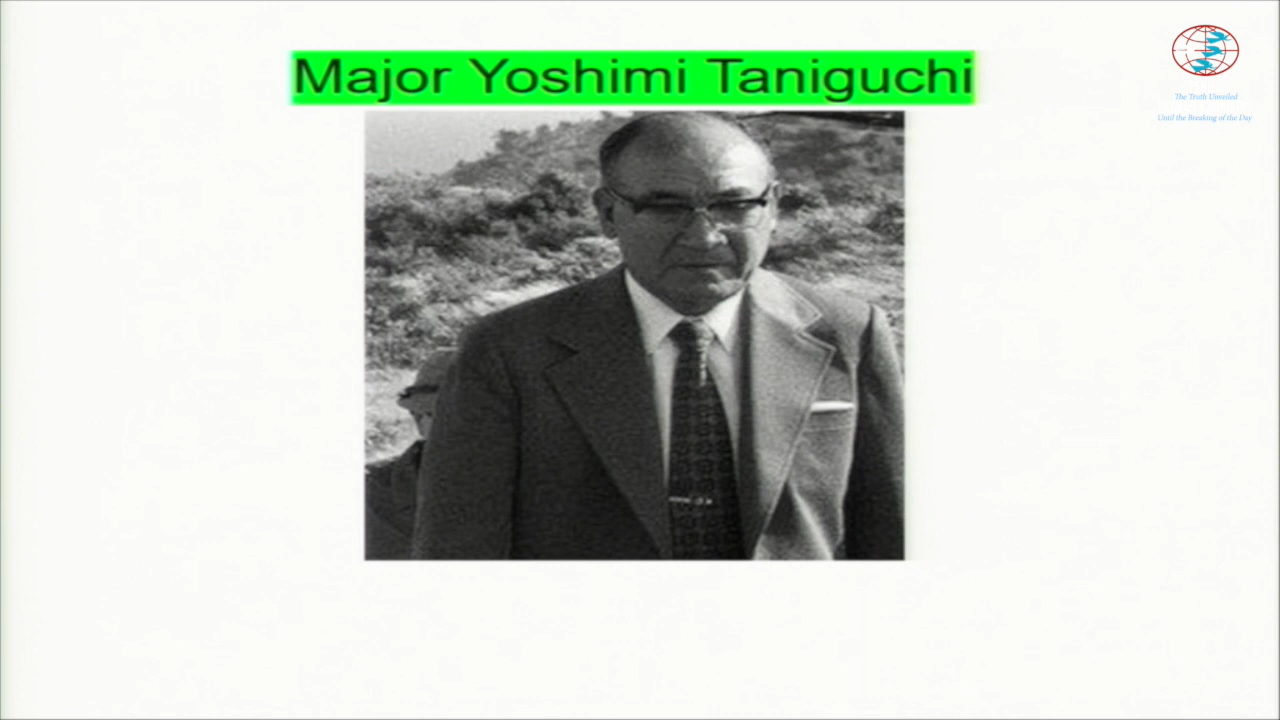 Major Yoshimi Taniguchi
The Truth Unveiled
Until the Breaking of the Day